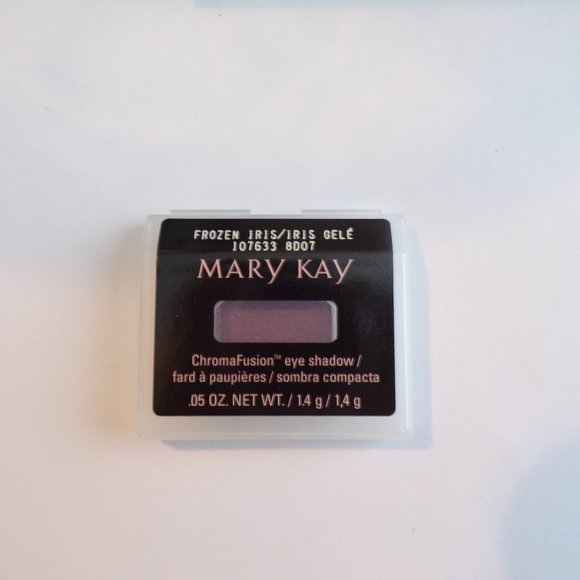 FROZEN IRIS/IRIS GELÉ
107633 8D07
MARY KAY
ChromaFusion™ eye shadow /
fard à paupières / sombra compacta
.05 OZ. NET WT. / 1.4 g / 1,4 g